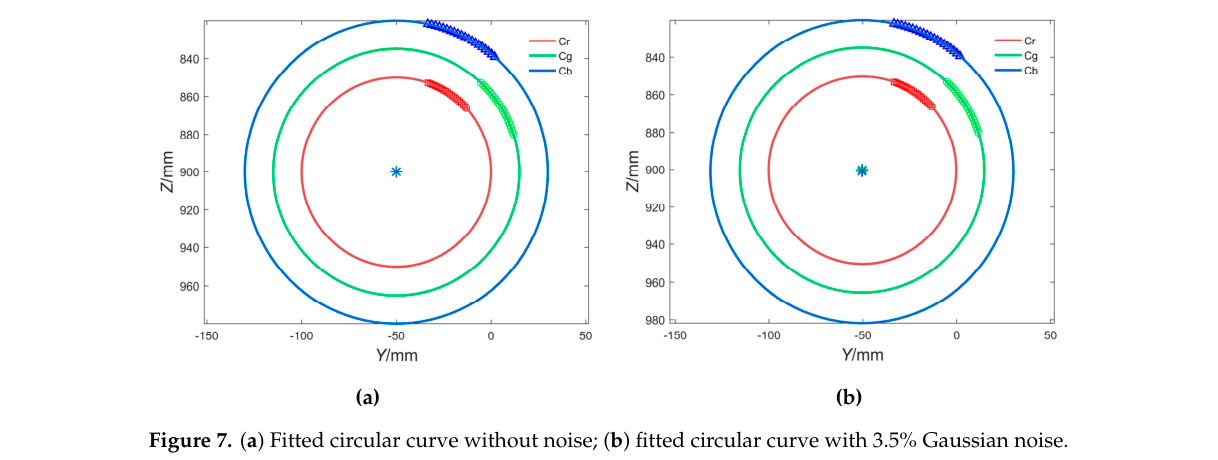 Cr
Cg
Cb
840
860
880
900
920
940
960
-150
-100
-50
0
50
Z/mm
Y/mm
(a)
Cr
Cg
Cb
840
860
880
900
920
940
960
980
-150
-100
-50
0
50
Z/mm
Y/mm
(b)
Figure 7. (a) Fitted circular curve without noise; (b) fitted circular curve with 3.5% Gaussian noise.